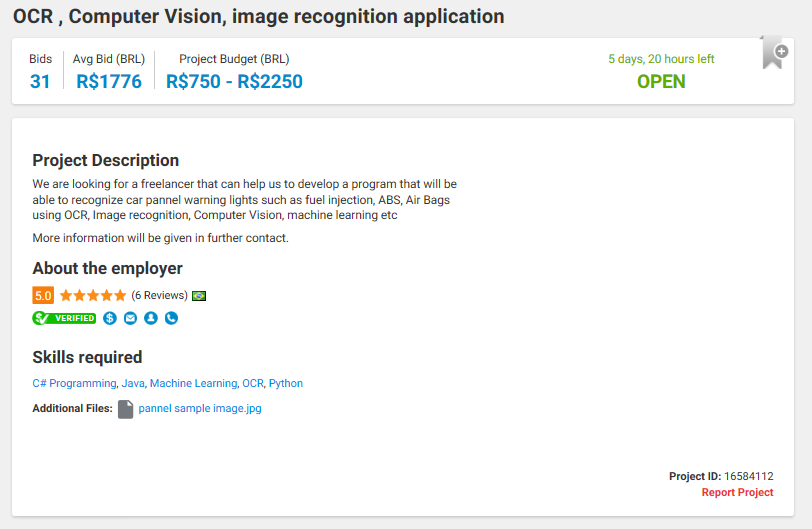 OCR , Computer Vision, image recognition application
Bids Avg Bid (BRL) Project Budget (BRL) 5 days, 20 hours left
31 R$1776 R$750 - R$2250 OPEN
Project Description
We are looking for a freelancer that can help us to develop a program that will be
able to recognize car pannel warning lights such as fuel injection, ABS, Air Bags
using OCR, Image recognition, Computer Vision, machine learning etc
More information will be given in further contact.
About the employer
5.0 (6 Reviews)
VERIFIED
Skills required
C# Programming, Java, Machine Learning, OCR, Python
Additional Files: pannel sample image.jpg
Project ID: 16584112
Report Project